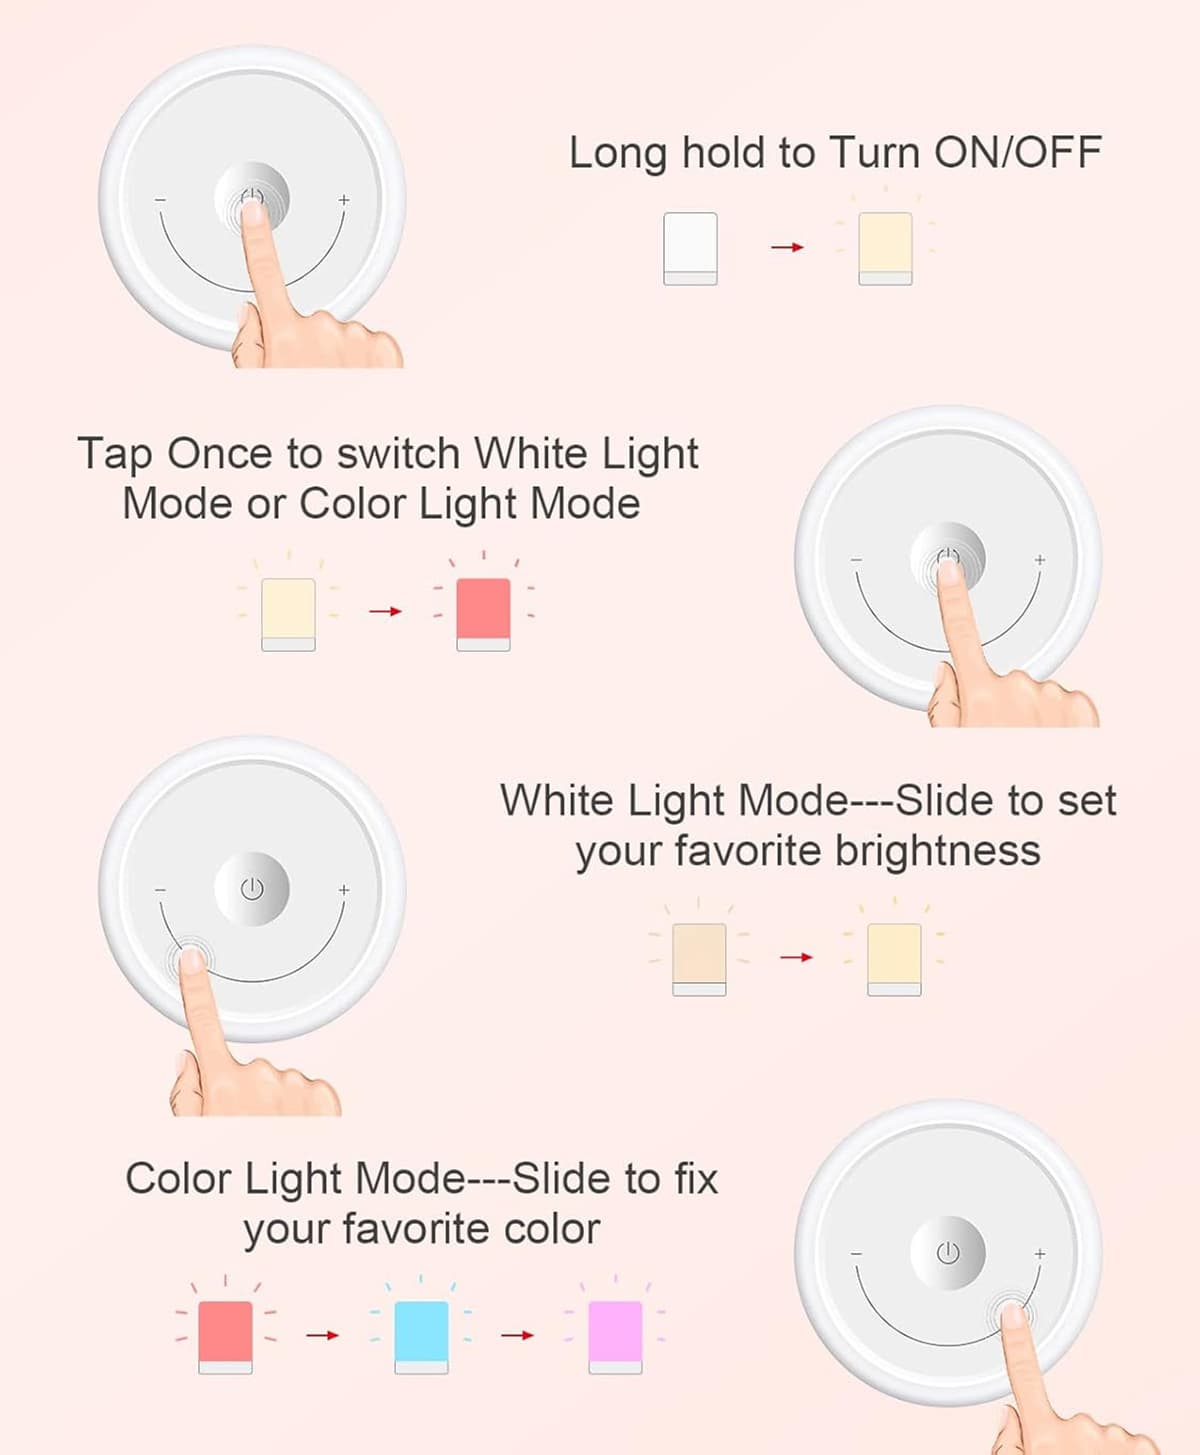 Long hold to Turn ON/OFF
- +
Tap Once to switch White Light
Mode or Color Light Mode
- +
White Light Mode---Slide to set
your favorite brightness
- +
Color Light Mode---Slide to fix
your favorite color
- +